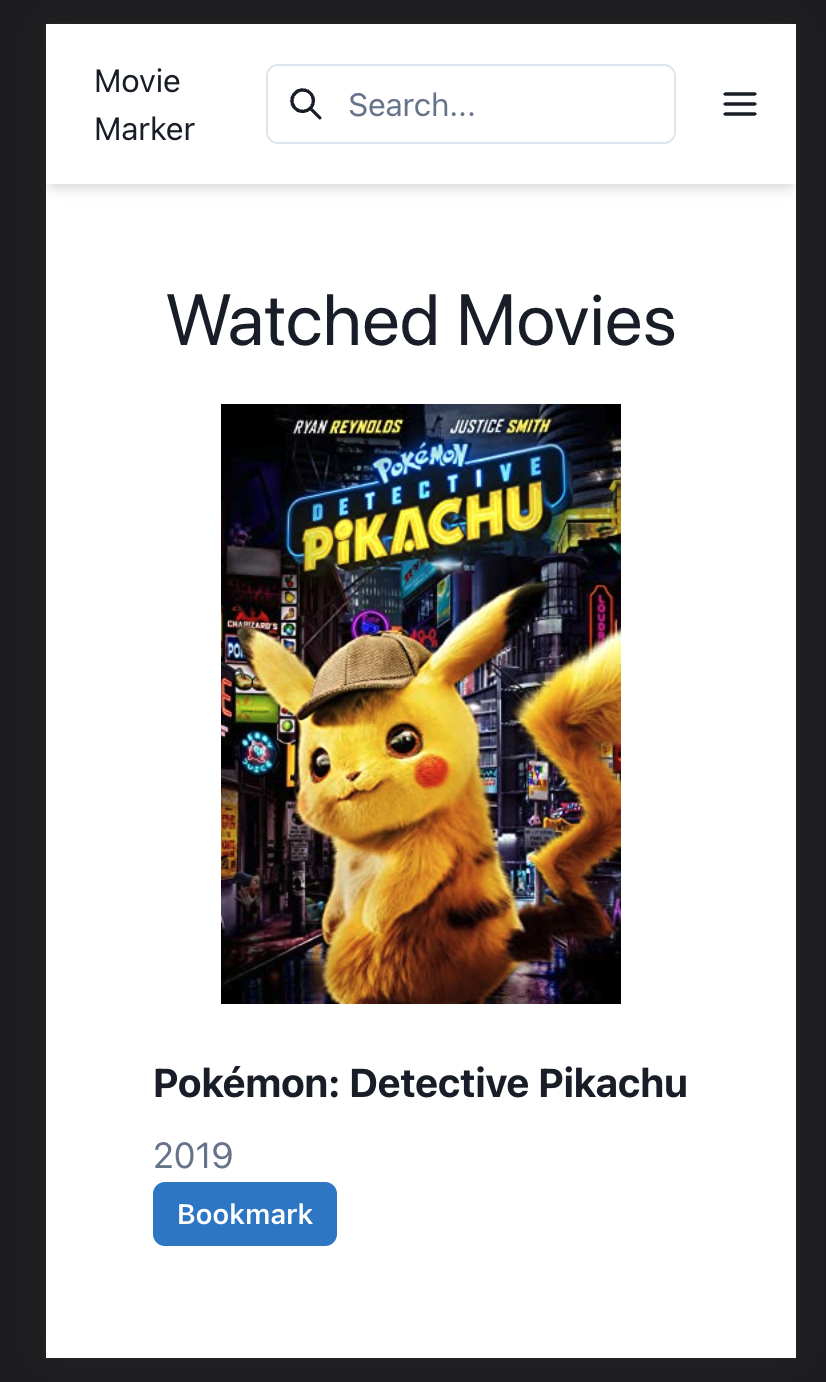 Movie
Marker
Search...
Watched Movies
RYAN REYNOLDS JUSTICE SMITH
POKéMON
DETECTIVE
PiKACHU
CHARIZARD'S
Pokémon: Detective Pikachu
2019
Bookmark